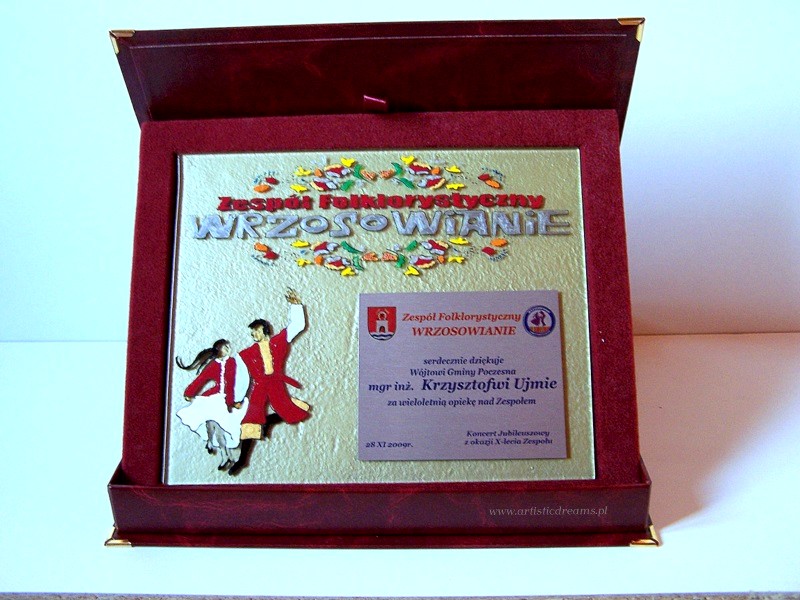 Zespół Folklorystyczny
WRZOSOWIANIE
Zespół Folklorystyczny
WRZOSOWIANIE
serdecznie dziękuje
Wójtowi Gminy Poczesna
mgr inż. Krzysztofwi Ujmie
za wieloletnią opiekę nad Zespołem
28 XI 2009r.
Koncert Jubileuszowy
z okazji X-lecia Zespołu
www.artisticdreams.pl